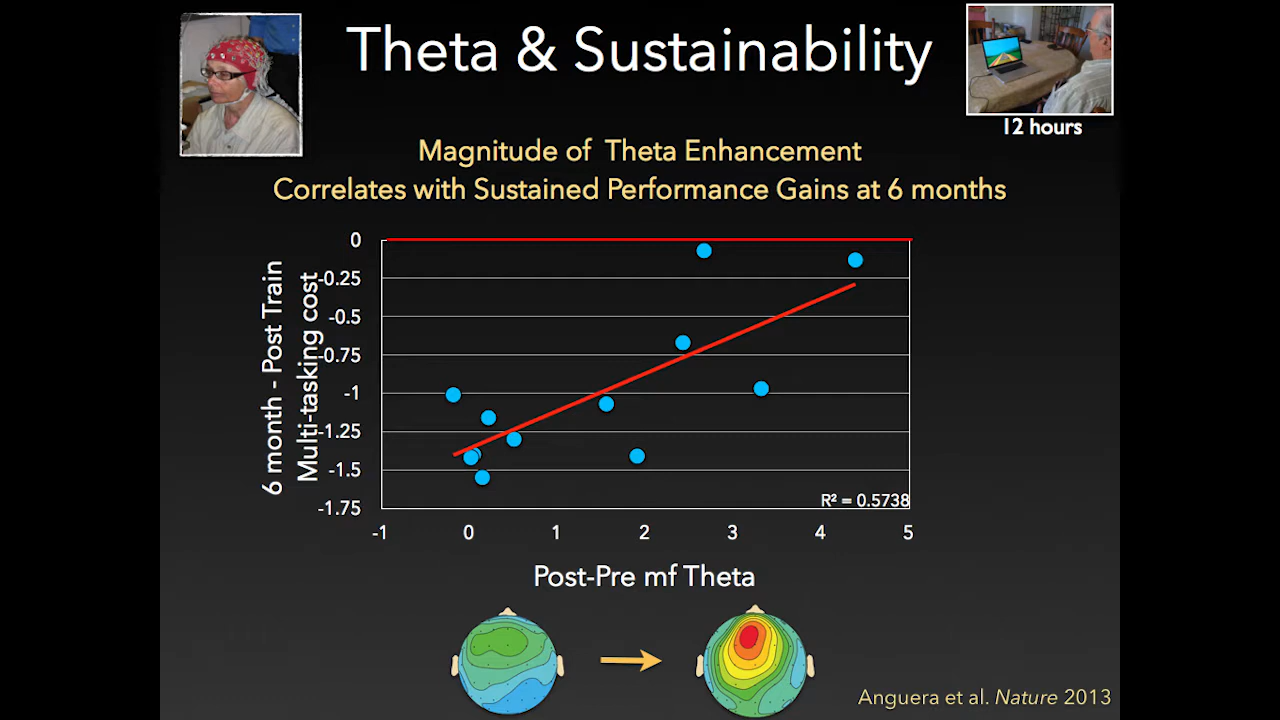 Theta & Sustainability
12 hours
Magnitude of Theta Enhancement
Correlates with Sustained Performance Gains at 6 months
6 month - Post Train
Multi-tasking cost
0
-0.25
-0.5
-0.75
-1
-1.25
-1.5
-1.75
R² = 0.5738
-1 0 1 2 3 4 5
Post-Pre mf Theta
Anguera et al. Nature 2013